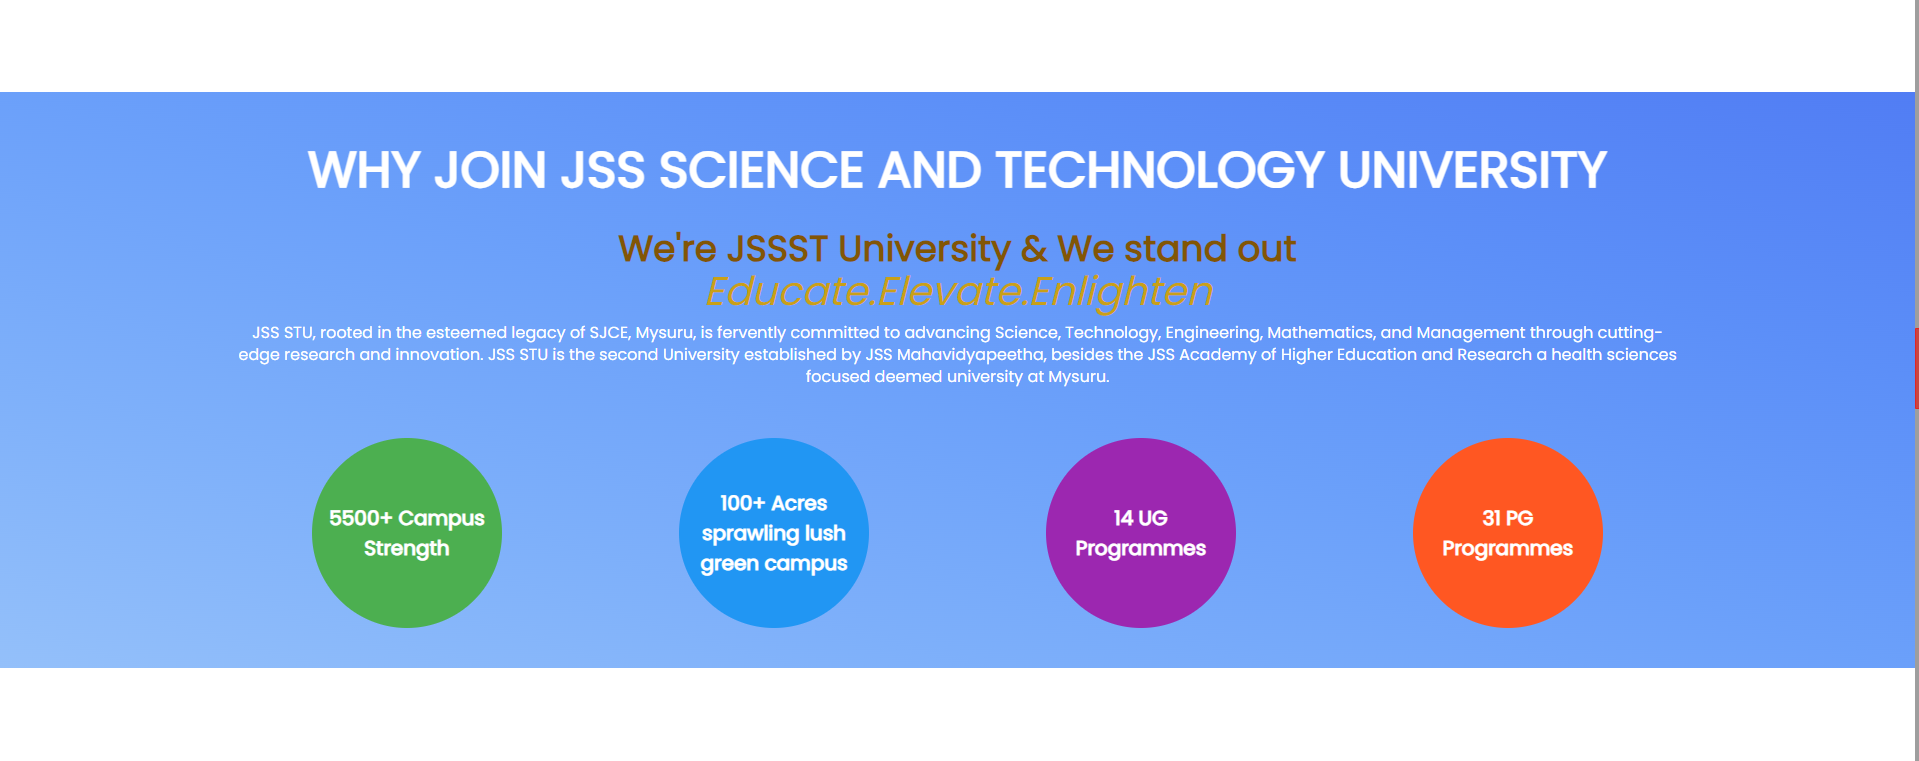 WHY JOIN JSS SCIENCE AND TECHNOLOGY UNIVERSITY
We're JSSST University & We stand out
Educate.Elevate.Enlighten
JSS STU, rooted in the esteemed legacy of SJCE, Mysuru, is fervently committed to advancing Science, Technology, Engineering, Mathematics, and Management through cutting-
edge research and innovation. JSS STU is the second University established by JSS Mahavidyapeetha, besides the JSS Academy of Higher Education and Research a health sciences
focused deemed university at Mysuru.
5500+ Campus
Strength
100+ Acres
sprawling lush
green campus
14 UG
Programmes
31 PG
Programmes